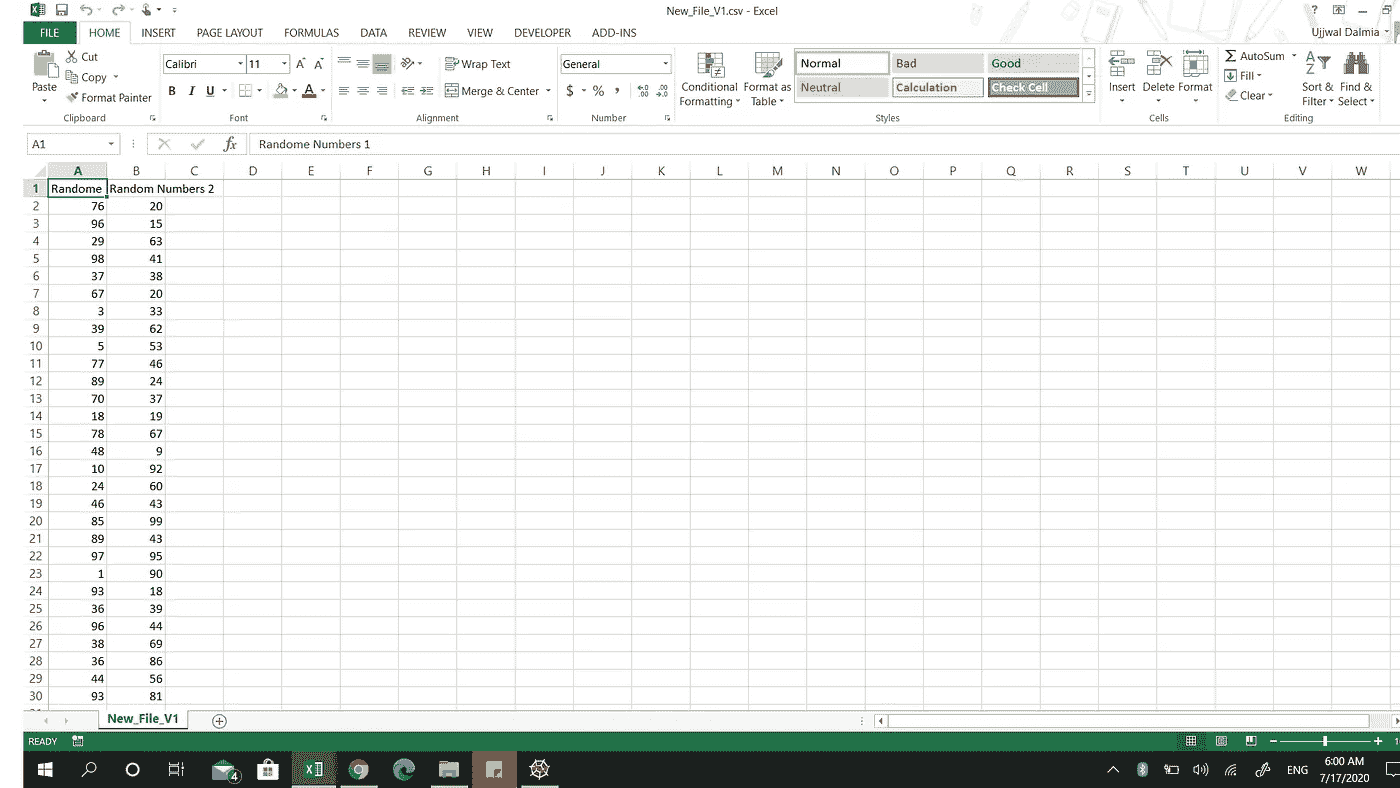 New_File_V1.csv - Excel
?
FILE HOME INSERT PAGE LAYOUT FORMULAS DATA REVIEW VIEW DEVELOPER ADD-INS Ujjwal Dalmia
Paste Cut Copy Format Painter Clipboard
Calibri 11 A A B I U A Font
Wrap Text Merge & Center Alignment
General $ % , Number
Conditional Formatting Format as Table Normal Bad Good Neutral Calculation Check Cell Styles
Insert Delete Format Cells
AutoSum Fill Clear Sort & Filter Find & Select Editing
A1 fx Randome Numbers 1
A B C D E F G H I J K L M N O P Q R S T U V W
1 Randome Random Numbers 2
2 76 20
3 96 15
4 29 63
5 98 41
6 37 38
7 67 20
8 3 33
9 39 62
10 5 53
11 77 46
12 89 24
13 70 37
14 18 19
15 78 67
16 48 9
17 10 92
18 24 60
19 46 43
20 85 99
21 89 43
22 97 95
23 1 90
24 93 18
25 36 39
26 96 44
27 38 69
28 36 86
29 44 56
30 93 81
New_File_V1
READY
4 ENG 6:00 AM
7/17/2020